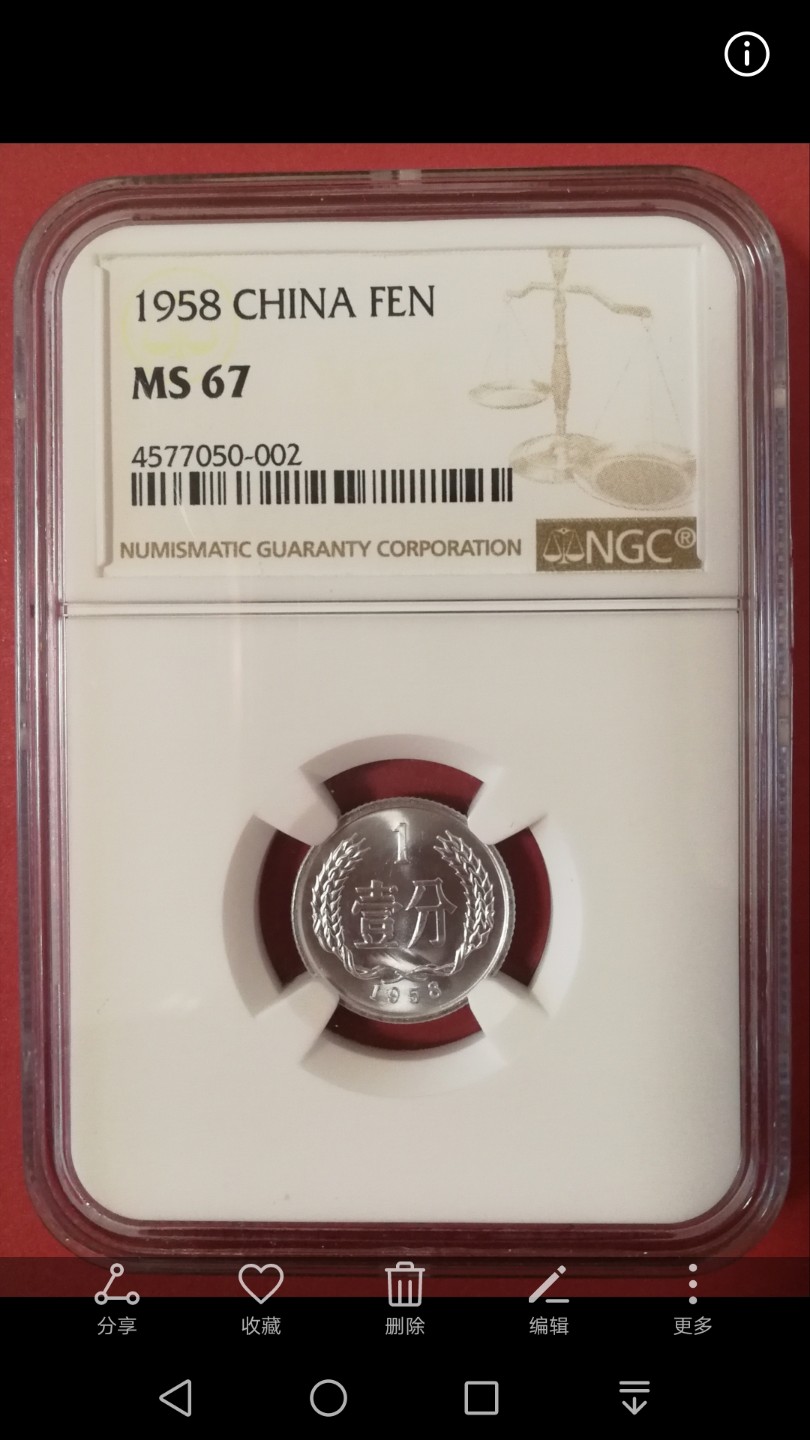 1958 CHINA FEN
MS 67
4577050-002
NUMISMATIC GUARANTY CORPORATION
NGC®
1
壹分
1958
分享
收藏
删除
编辑
更多